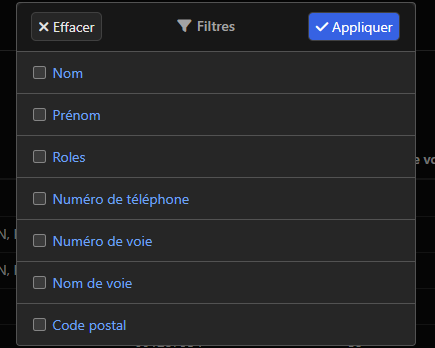 Effacer
Filtres
Appliquer
Nom
Prénom
Roles
Numéro de téléphone
Numéro de voie
Nom de voie
Code postal